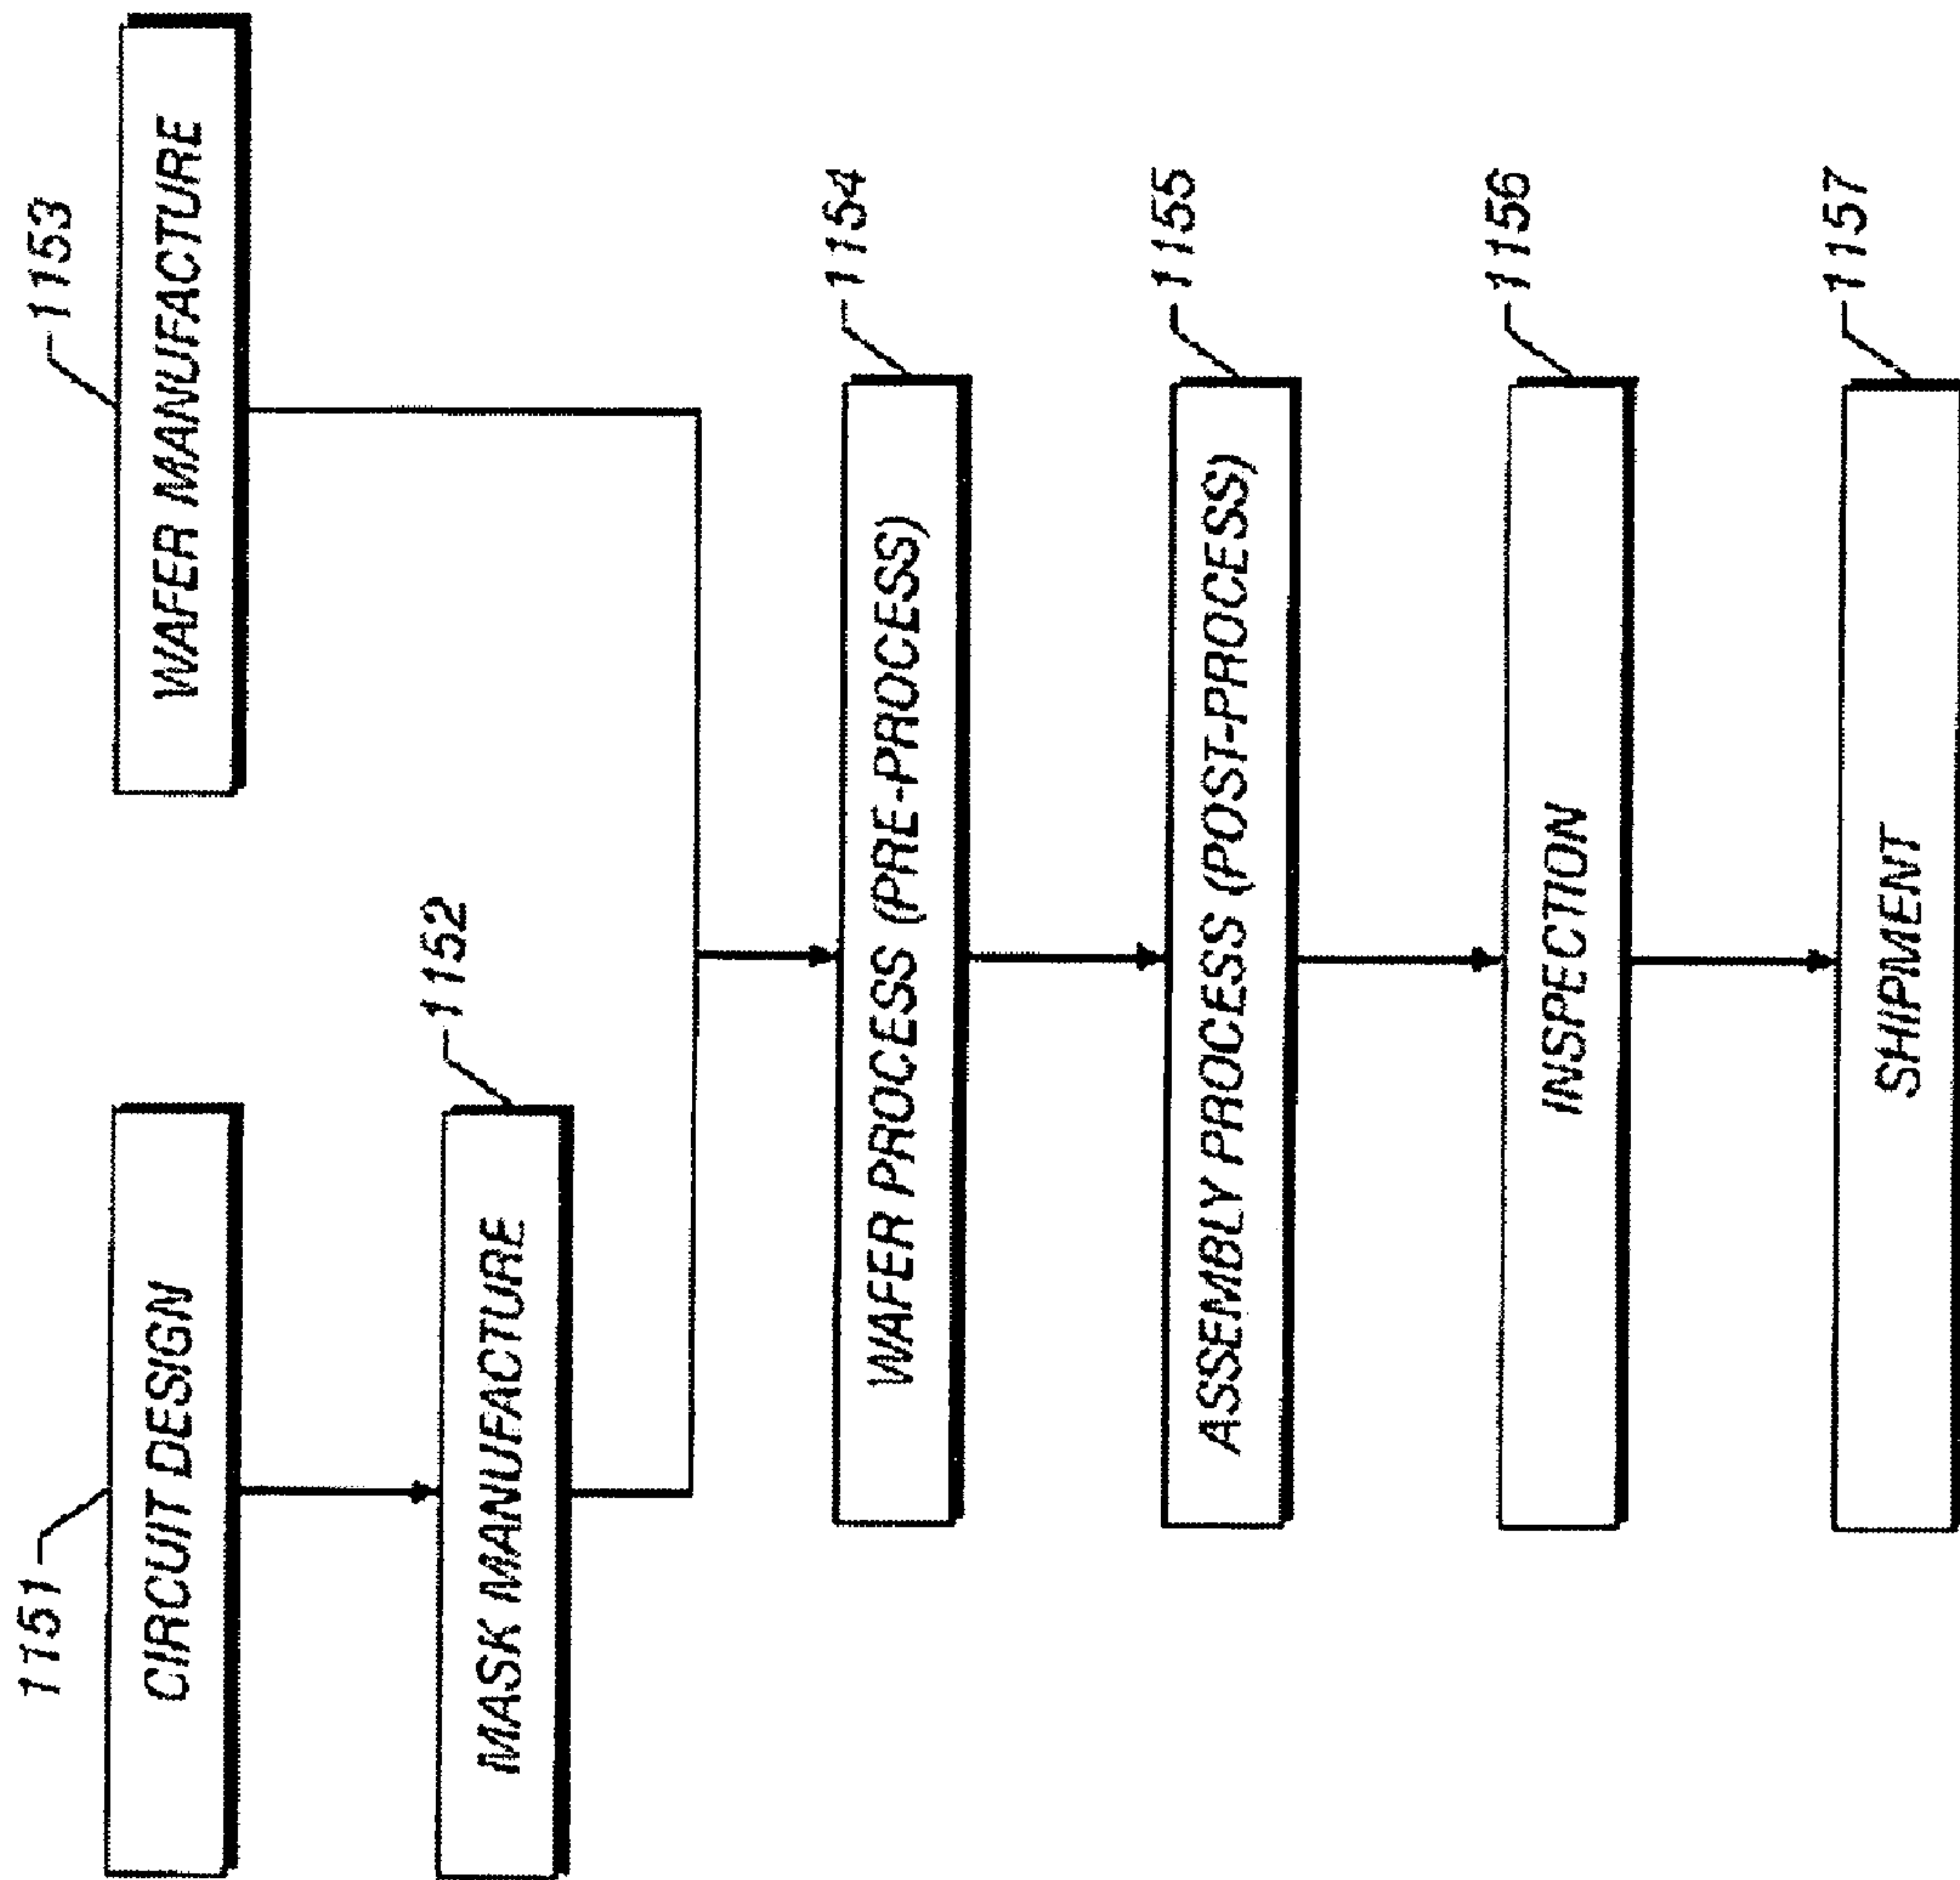 1151
CIRCUIT DESIGN
1153
WAFER MANUFACTURE
1152
MASK MANUFACTURE
1154
WAFER PROCESS (PRE-PROCESS)
1155
ASSEMBLY PROCESS (POST-PROCESS)
1156
INSPECTION
1157
SHIPMENT